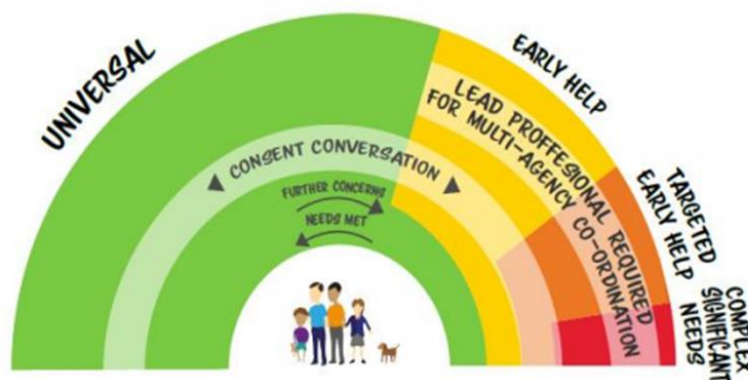 UNIVERSAL
EARLY HELP
TARGETED
EARLY HELP
COMPLEX
SIGNIFICANT
NEEDS
LEAD PROFFESIONAL REQUIRED
FOR MULTI-AGENCY CO-ORDINATION
CONSENT CONVERSATION
FURTHER CONCERNS
NEEDS MET